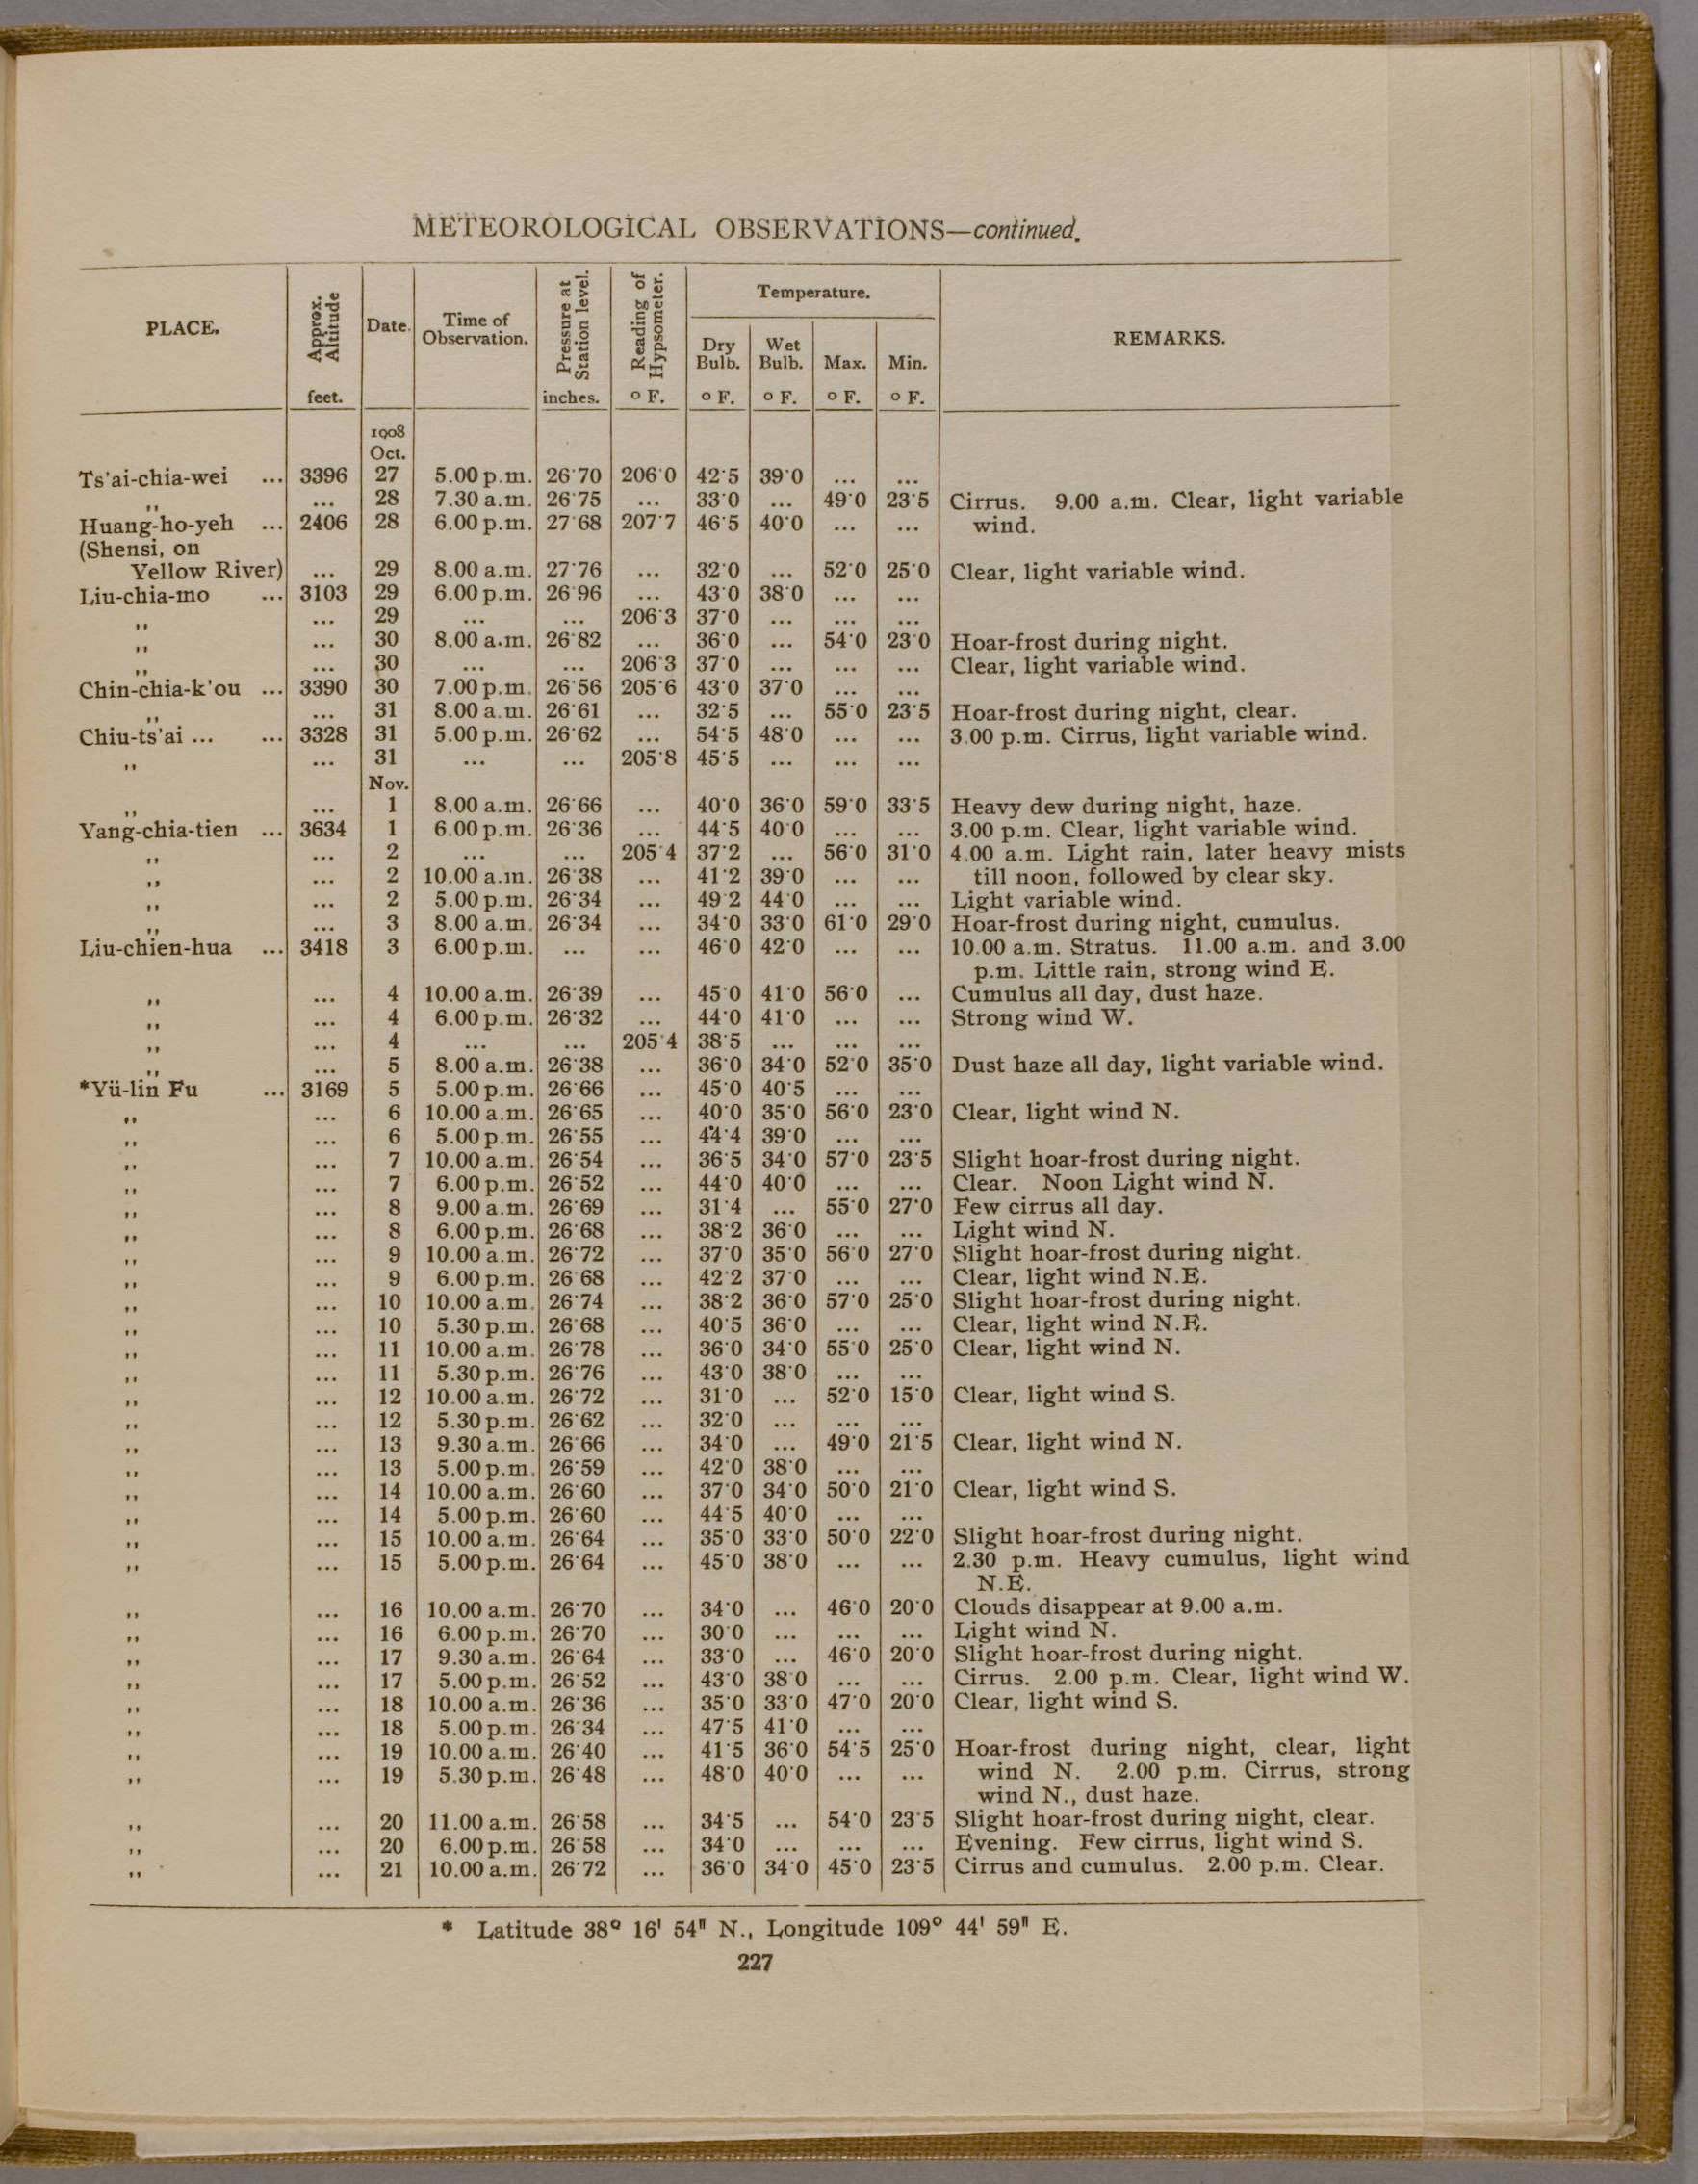 METEOROLOGICAL OBSERVATIONS—continued.
PLACE. Approx. Altitude Date. Time of Observation. Pressure at Station level. Reading of Hypsometer. Temperature. REMARKS.
Dry Bulb. Wet Bulb. Max. Min.
feet. inches. o F. o F. o F. o F. o F.
1908
Oct.
Ts'ai-chia-wei ... 3396 27 5.00 p.m. 26·70 206·0 42·5 39·0 ... ...
,, ... 28 7.30 a.m. 26·75 ... 33·0 ... 49·0 23·5 Cirrus. 9.00 a.m. Clear, light variable
Huang-ho-yeh ... 2406 28 6.00 p.m. 27·68 207·7 46·5 40·0 ... ... wind.
(Shensi, on
Yellow River) ... 29 8.00 a.m. 27·76 ... 32·0 ... 52·0 25·0 Clear, light variable wind.
Liu-chia-mo ... 3103 29 6.00 p.m. 26·96 ... 43·0 38·0 ... ...
,, ... 29 ... ... 206·3 37·0 ... ... ...
,, ... 30 8.00 a.m. 26·82 ... 36·0 ... 54·0 23·0 Hoar-frost during night.
,, ... 30 ... ... 206·3 37·0 ... ... ... Clear, light variable wind.
Chin-chia-k'ou ... 3390 30 7.00 p.m. 26·56 205·6 43·0 37·0 ... ...
,, ... 31 8.00 a.m. 26·61 ... 32·5 ... 55·0 23·5 Hoar-frost during night, clear.
Chiu-ts'ai ... ... 3328 31 5.00 p.m. 26·62 ... 54·5 48·0 ... ... 3.00 p.m. Cirrus, light variable wind.
,, ... 31 ... ... 205·8 45·5 ... ... ...
Nov.
,, ... 1 8.00 a.m. 26·66 ... 40·0 36·0 59·0 33·5 Heavy dew during night, haze.
Yang-chia-tien ... 3634 1 6.00 p.m. 26·36 ... 44·5 40·0 ... ... 3.00 p.m. Clear, light variable wind.
,, ... 2 ... ... 205·4 37·2 ... 56·0 31·0 4.00 a.m. Light rain, later heavy mists
,, ... 2 10.00 a.m. 26·38 ... 41·2 39·0 ... ... till noon, followed by clear sky.
,, ... 2 5.00 p.m. 26·34 ... 49·2 44·0 ... ... Light variable wind.
,, ... 3 8.00 a.m. 26·34 ... 34·0 33·0 61·0 29·0 Hoar-frost during night, cumulus.
Liu-chien-hua ... 3418 3 6.00 p.m. ... ... 46·0 42·0 ... ... 10.00 a.m. Stratus. 11.00 a.m. and 3.00
p.m. Little rain, strong wind E.
,, ... 4 10.00 a.m. 26·39 ... 45·0 41·0 56·0 ... Cumulus all day, dust haze.
,, ... 4 6.00 p.m. 26·32 ... 44·0 41·0 ... ... Strong wind W.
,, ... 4 ... ... 205·4 38·5 ... ... ...
,, ... 5 8.00 a.m. 26·38 ... 36·0 34·0 52·0 35·0 Dust haze all day, light variable wind.
*Yü-lin Fu ... 3169 5 5.00 p.m. 26·66 ... 45·0 40·5 ... ...
,, ... 6 10.00 a.m. 26·65 ... 40·0 35·0 56·0 23·0 Clear, light wind N.
,, ... 6 5.00 p.m. 26·55 ... 44·4 39·0 ... ...
,, ... 7 10.00 a.m. 26·54 ... 36·5 34·0 57·0 23·5 Slight hoar-frost during night.
,, ... 7 6.00 p.m. 26·52 ... 44·0 40·0 ... ... Clear. Noon Light wind N.
,, ... 8 9.00 a.m. 26·69 ... 31·4 ... 55·0 27·0 Few cirrus all day.
,, ... 8 6.00 p.m. 26·68 ... 38·2 36·0 ... ... Light wind N.
,, ... 9 10.00 a.m. 26·72 ... 37·0 35·0 56·0 27·0 Slight hoar-frost during night.
,, ... 9 6.00 p.m. 26·68 ... 42·2 37·0 ... ... Clear, light wind N.E.
,, ... 10 10.00 a.m. 26·74 ... 38·2 36·0 57·0 25·0 Slight hoar-frost during night.
,, ... 10 5.30 p.m. 26·68 ... 40·5 36·0 ... ... Clear, light wind N.E.
,, ... 11 10.00 a.m. 26·78 ... 36·0 34·0 55·0 25·0 Clear, light wind N.
,, ... 11 5.30 p.m. 26·76 ... 43·0 38·0 ... ...
,, ... 12 10.00 a.m. 26·72 ... 31·0 ... 52·0 15·0 Clear, light wind S.
,, ... 12 5.30 p.m. 26·62 ... 32·0 ... ... ...
,, ... 13 9.30 a.m. 26·66 ... 34·0 ... 49·0 21·5 Clear, light wind N.
,, ... 13 5.00 p.m. 26·59 ... 42·0 38·0 ... ...
,, ... 14 10.00 a.m. 26·60 ... 37·0 34·0 50·0 21·0 Clear, light wind S.
,, ... 14 5.00 p.m. 26·60 ... 44·5 40·0 ... ...
,, ... 15 10.00 a.m. 26·64 ... 35·0 33·0 50·0 22·0 Slight hoar-frost during night.
,, ... 15 5.00 p.m. 26·64 ... 45·0 38·0 ... ... 2.30 p.m. Heavy cumulus, light wind
N.E.
,, ... 16 10.00 a.m. 26·70 ... 34·0 ... 46·0 20·0 Clouds disappear at 9.00 a.m.
,, ... 16 6.00 p.m. 26·70 ... 30·0 ... ... ... Light wind N.
,, ... 17 9.30 a.m. 26·64 ... 33·0 ... 46·0 20·0 Slight hoar-frost during night.
,, ... 17 5.00 p.m. 26·52 ... 43·0 38·0 ... ... Cirrus. 2.00 p.m. Clear, light wind W.
,, ... 18 10.00 a.m. 26·36 ... 35·0 33·0 47·0 20·0 Clear, light wind S.
,, ... 18 5.00 p.m. 26·34 ... 47·5 41·0 ... ...
,, ... 19 10.00 a.m. 26·40 ... 41·5 36·0 54·5 25·0 Hoar-frost during night, clear, light
,, ... 19 5.30 p.m. 26·48 ... 48·0 40·0 ... ... wind N. 2.00 p.m. Cirrus, strong
wind N., dust haze.
,, ... 20 11.00 a.m. 26·58 ... 34·5 ... 54·0 23·5 Slight hoar-frost during night, clear.
,, ... 20 6.00 p.m. 26·58 ... 34·0 ... ... ... Evening. Few cirrus, light wind S.
,, ... 21 10.00 a.m. 26·72 ... 36·0 34·0 45·0 23·5 Cirrus and cumulus. 2.00 p.m. Clear.
* Latitude 38° 16' 54" N., Longitude 109° 44' 59" E.
227